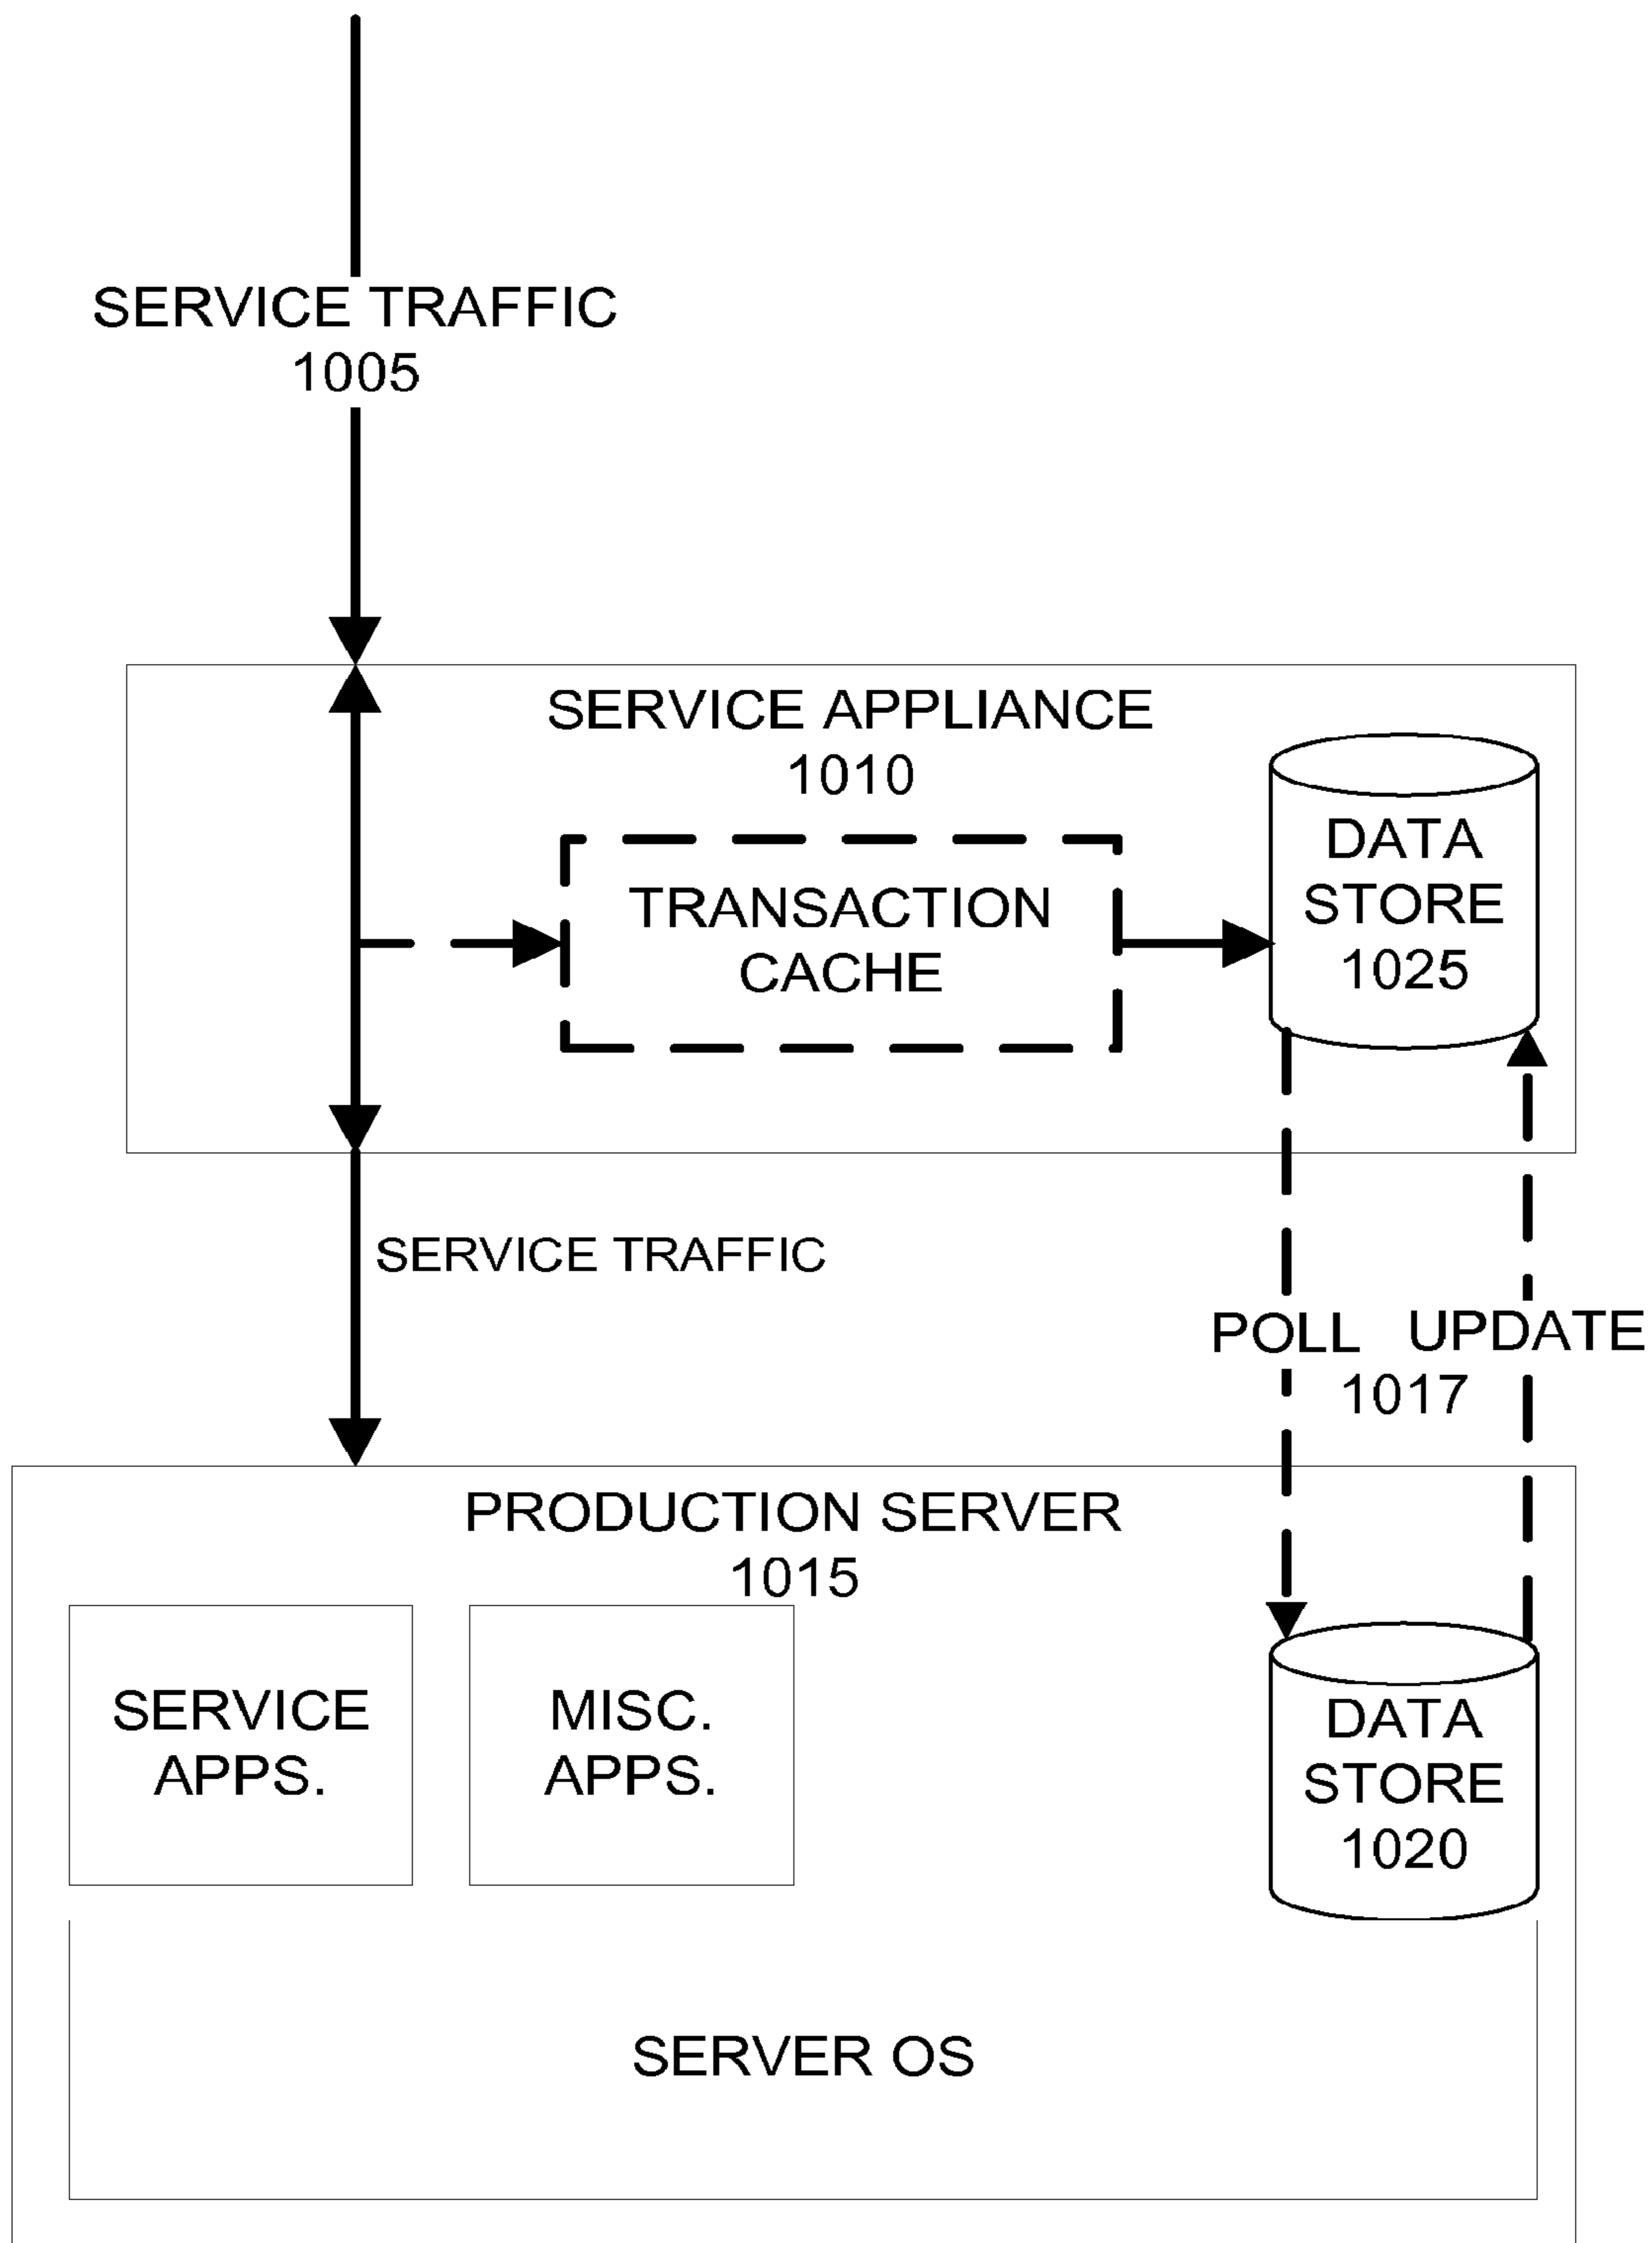 SERVICE TRAFFIC
1005
SERVICE APPLIANCE
1010
DATA
STORE
1025
TRANSACTION
CACHE
SERVICE TRAFFIC
POLL UPDATE
1017
PRODUCTION SERVER
1015
SERVICE
APPS.
MISC.
APPS.
DATA
STORE
1020
SERVER OS